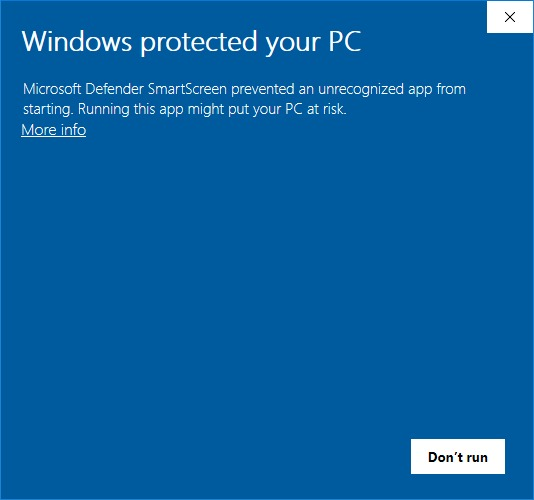 Windows protected your PC
Microsoft Defender SmartScreen prevented an unrecognized app from
starting. Running this app might put your PC at risk.
More info
Don’t run